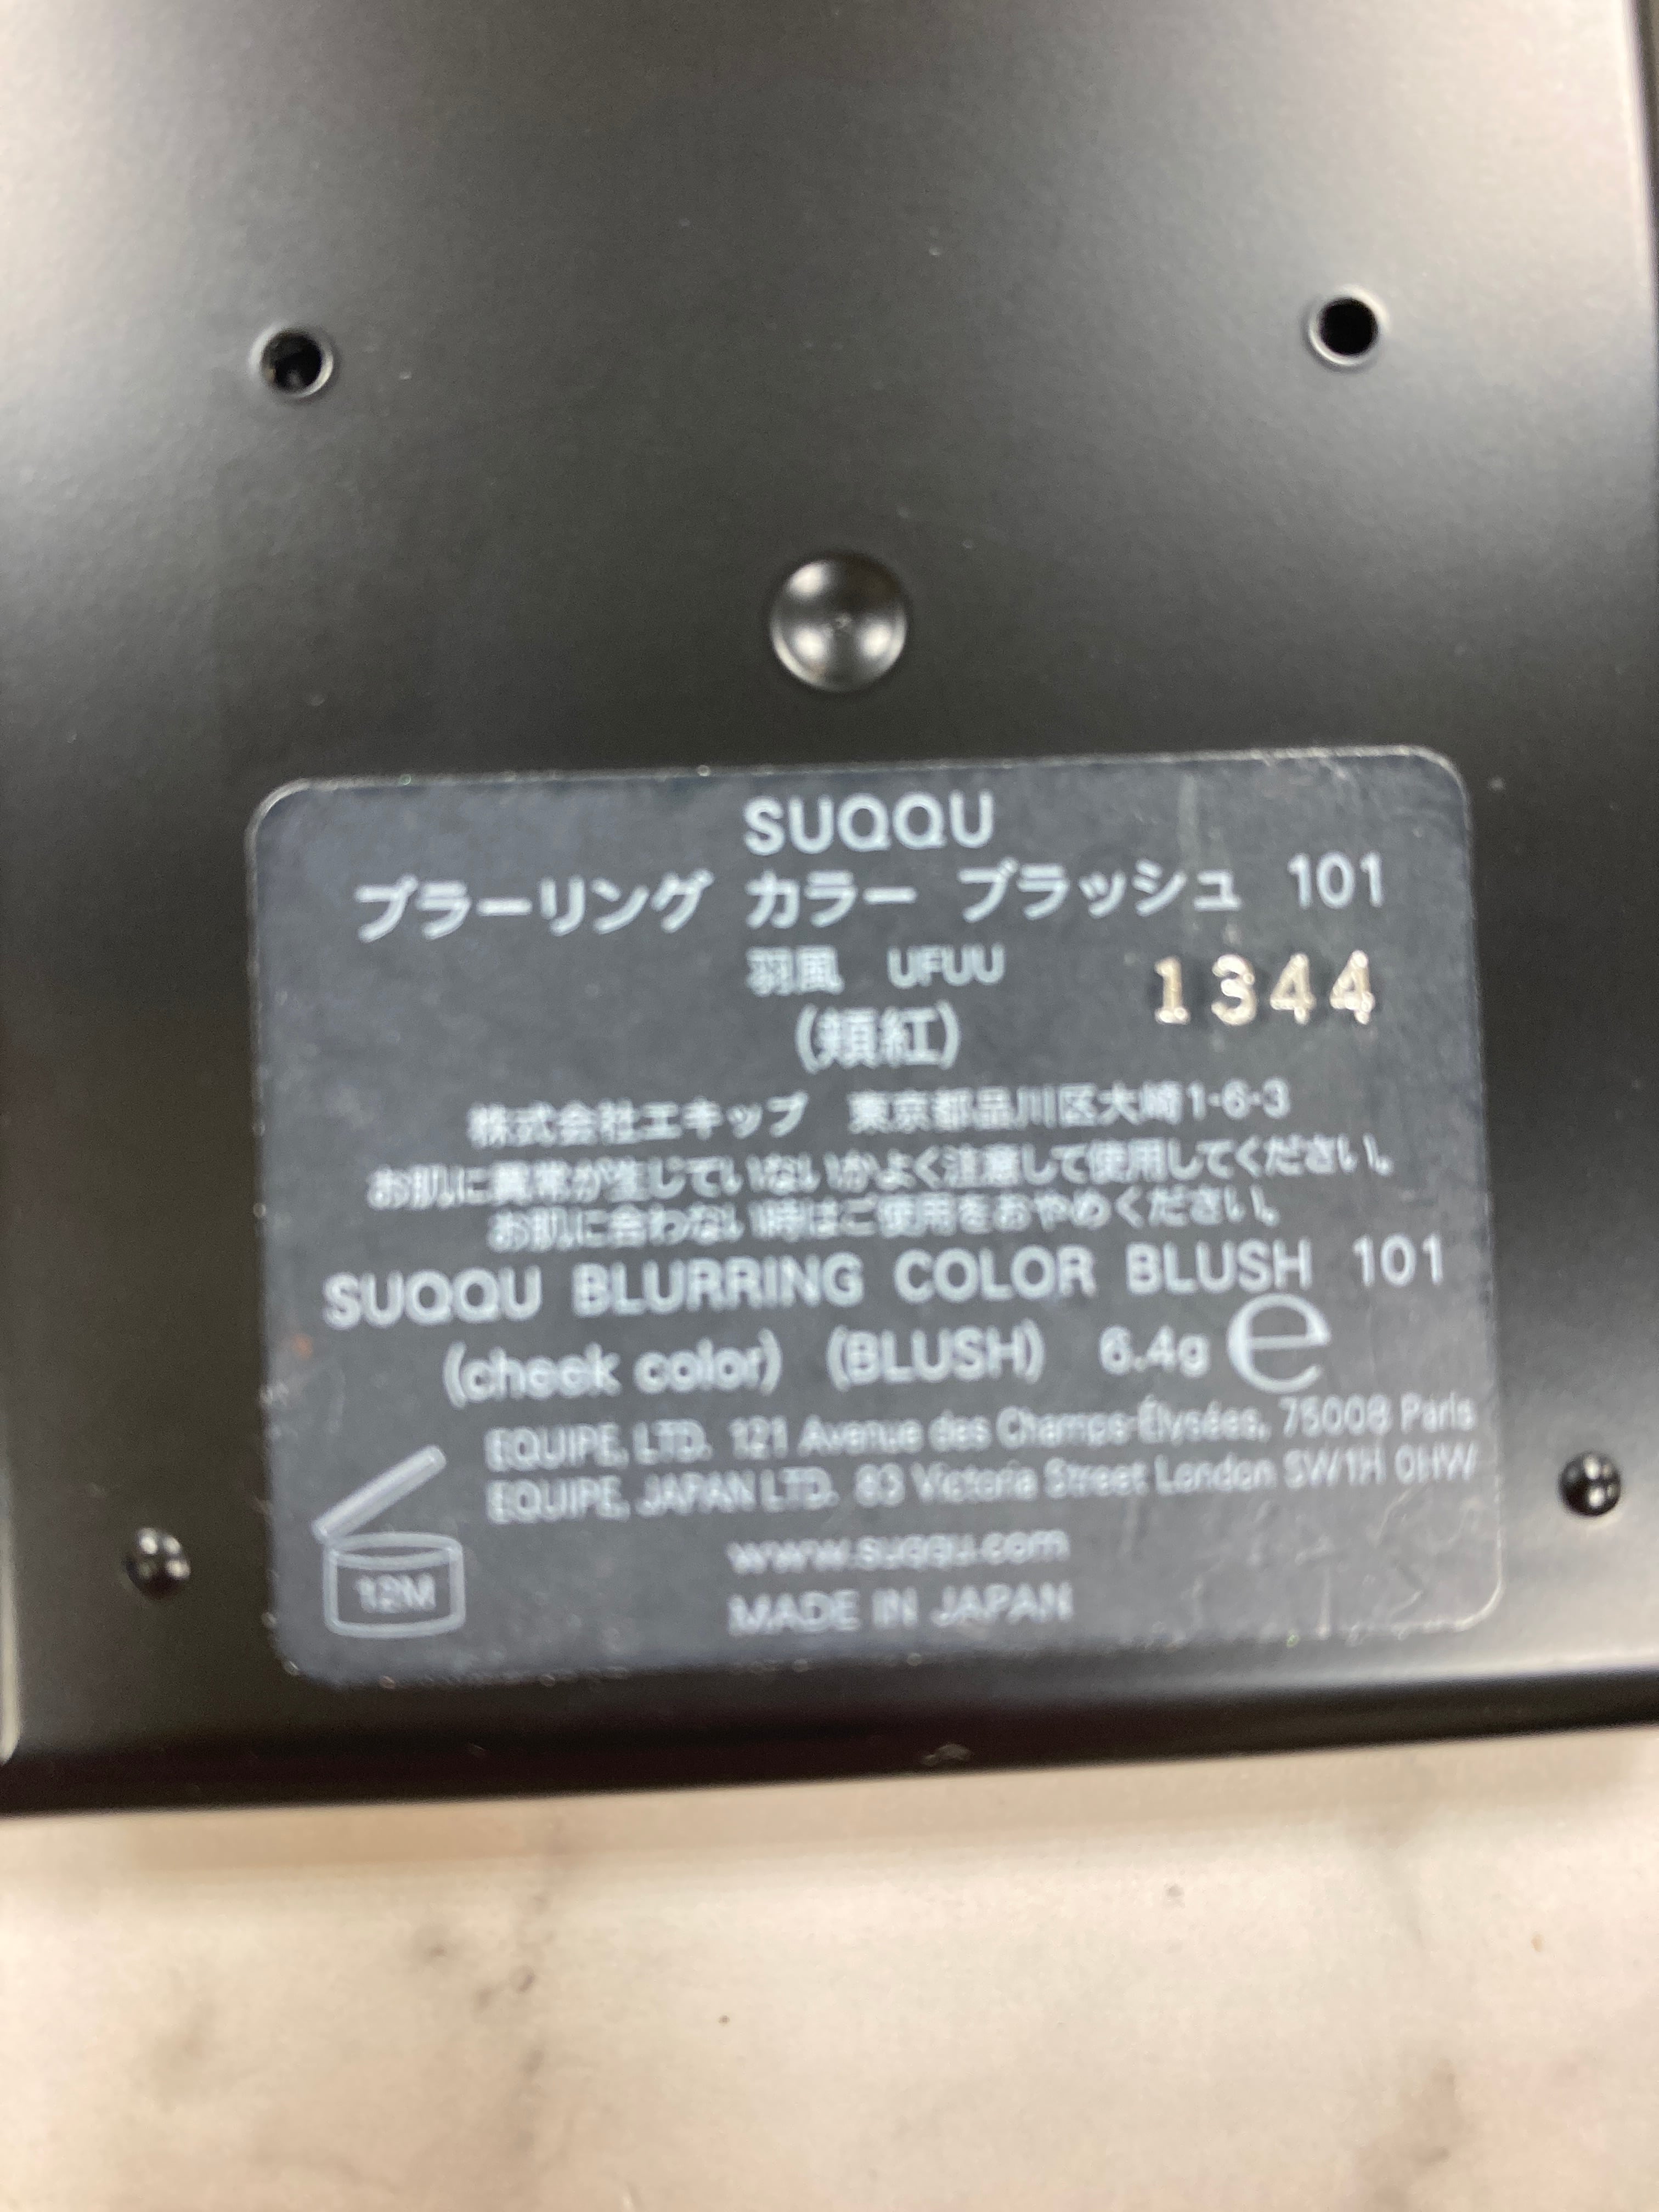 SUQQU
ブラーリング カラー ブラッシュ 101
羽風 UFUU
1344
(頬紅)
株式会社エキップ 東京都品川区大崎1-6-3
お肌に異常が生じていないかよく注意して使用してください。
お肌に合わない時はご使用をおやめください。
SUQQU BLURRING COLOR BLUSH 101
(cheek color) (BLUSH) 6.4g e
EQUIPE, LTD. 121 Avenue des Champs-Élysées, 75008 Paris
EQUIPE, JAPAN LTD. 83 Victoria Street London SW1H 0HW
www.suqqu.com
12M
MADE IN JAPAN